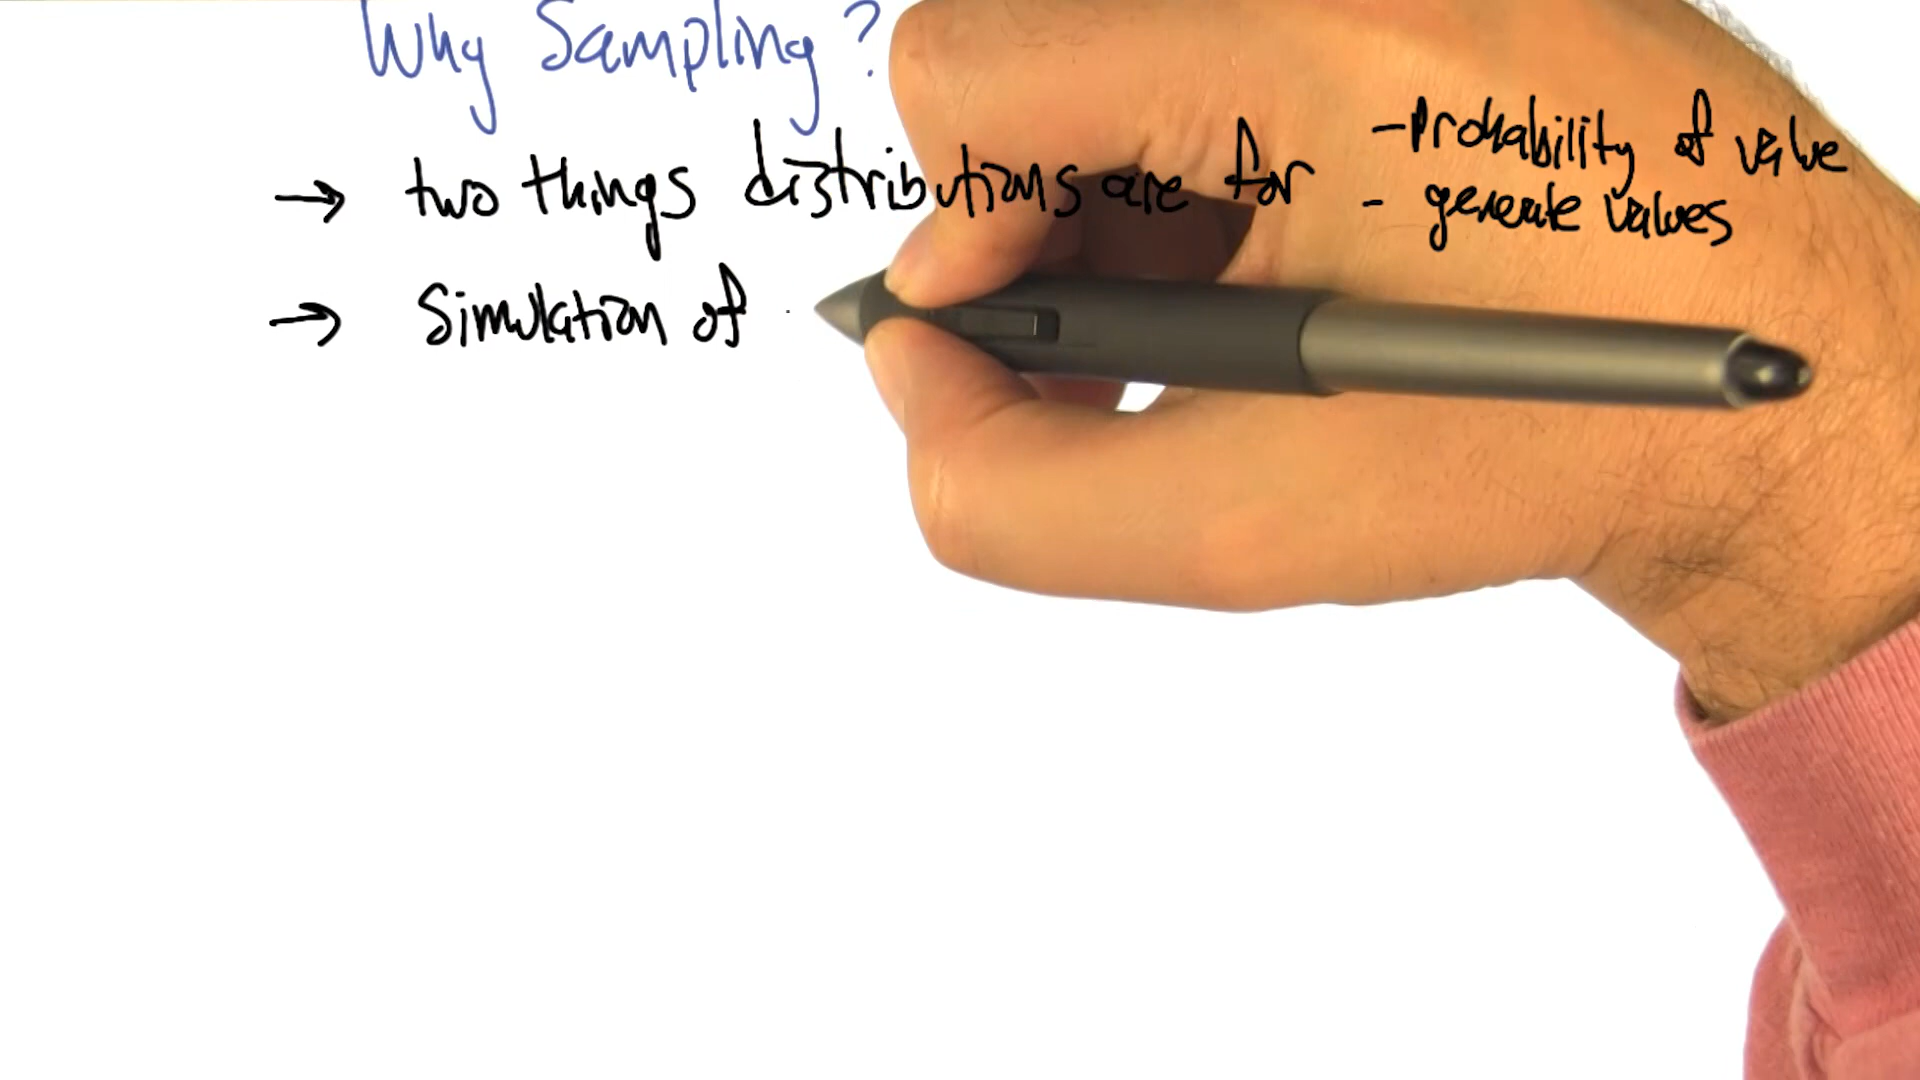 Why Sampling?
→ two things distributions are for
- Probability of value
- generate values
→ Simulation of